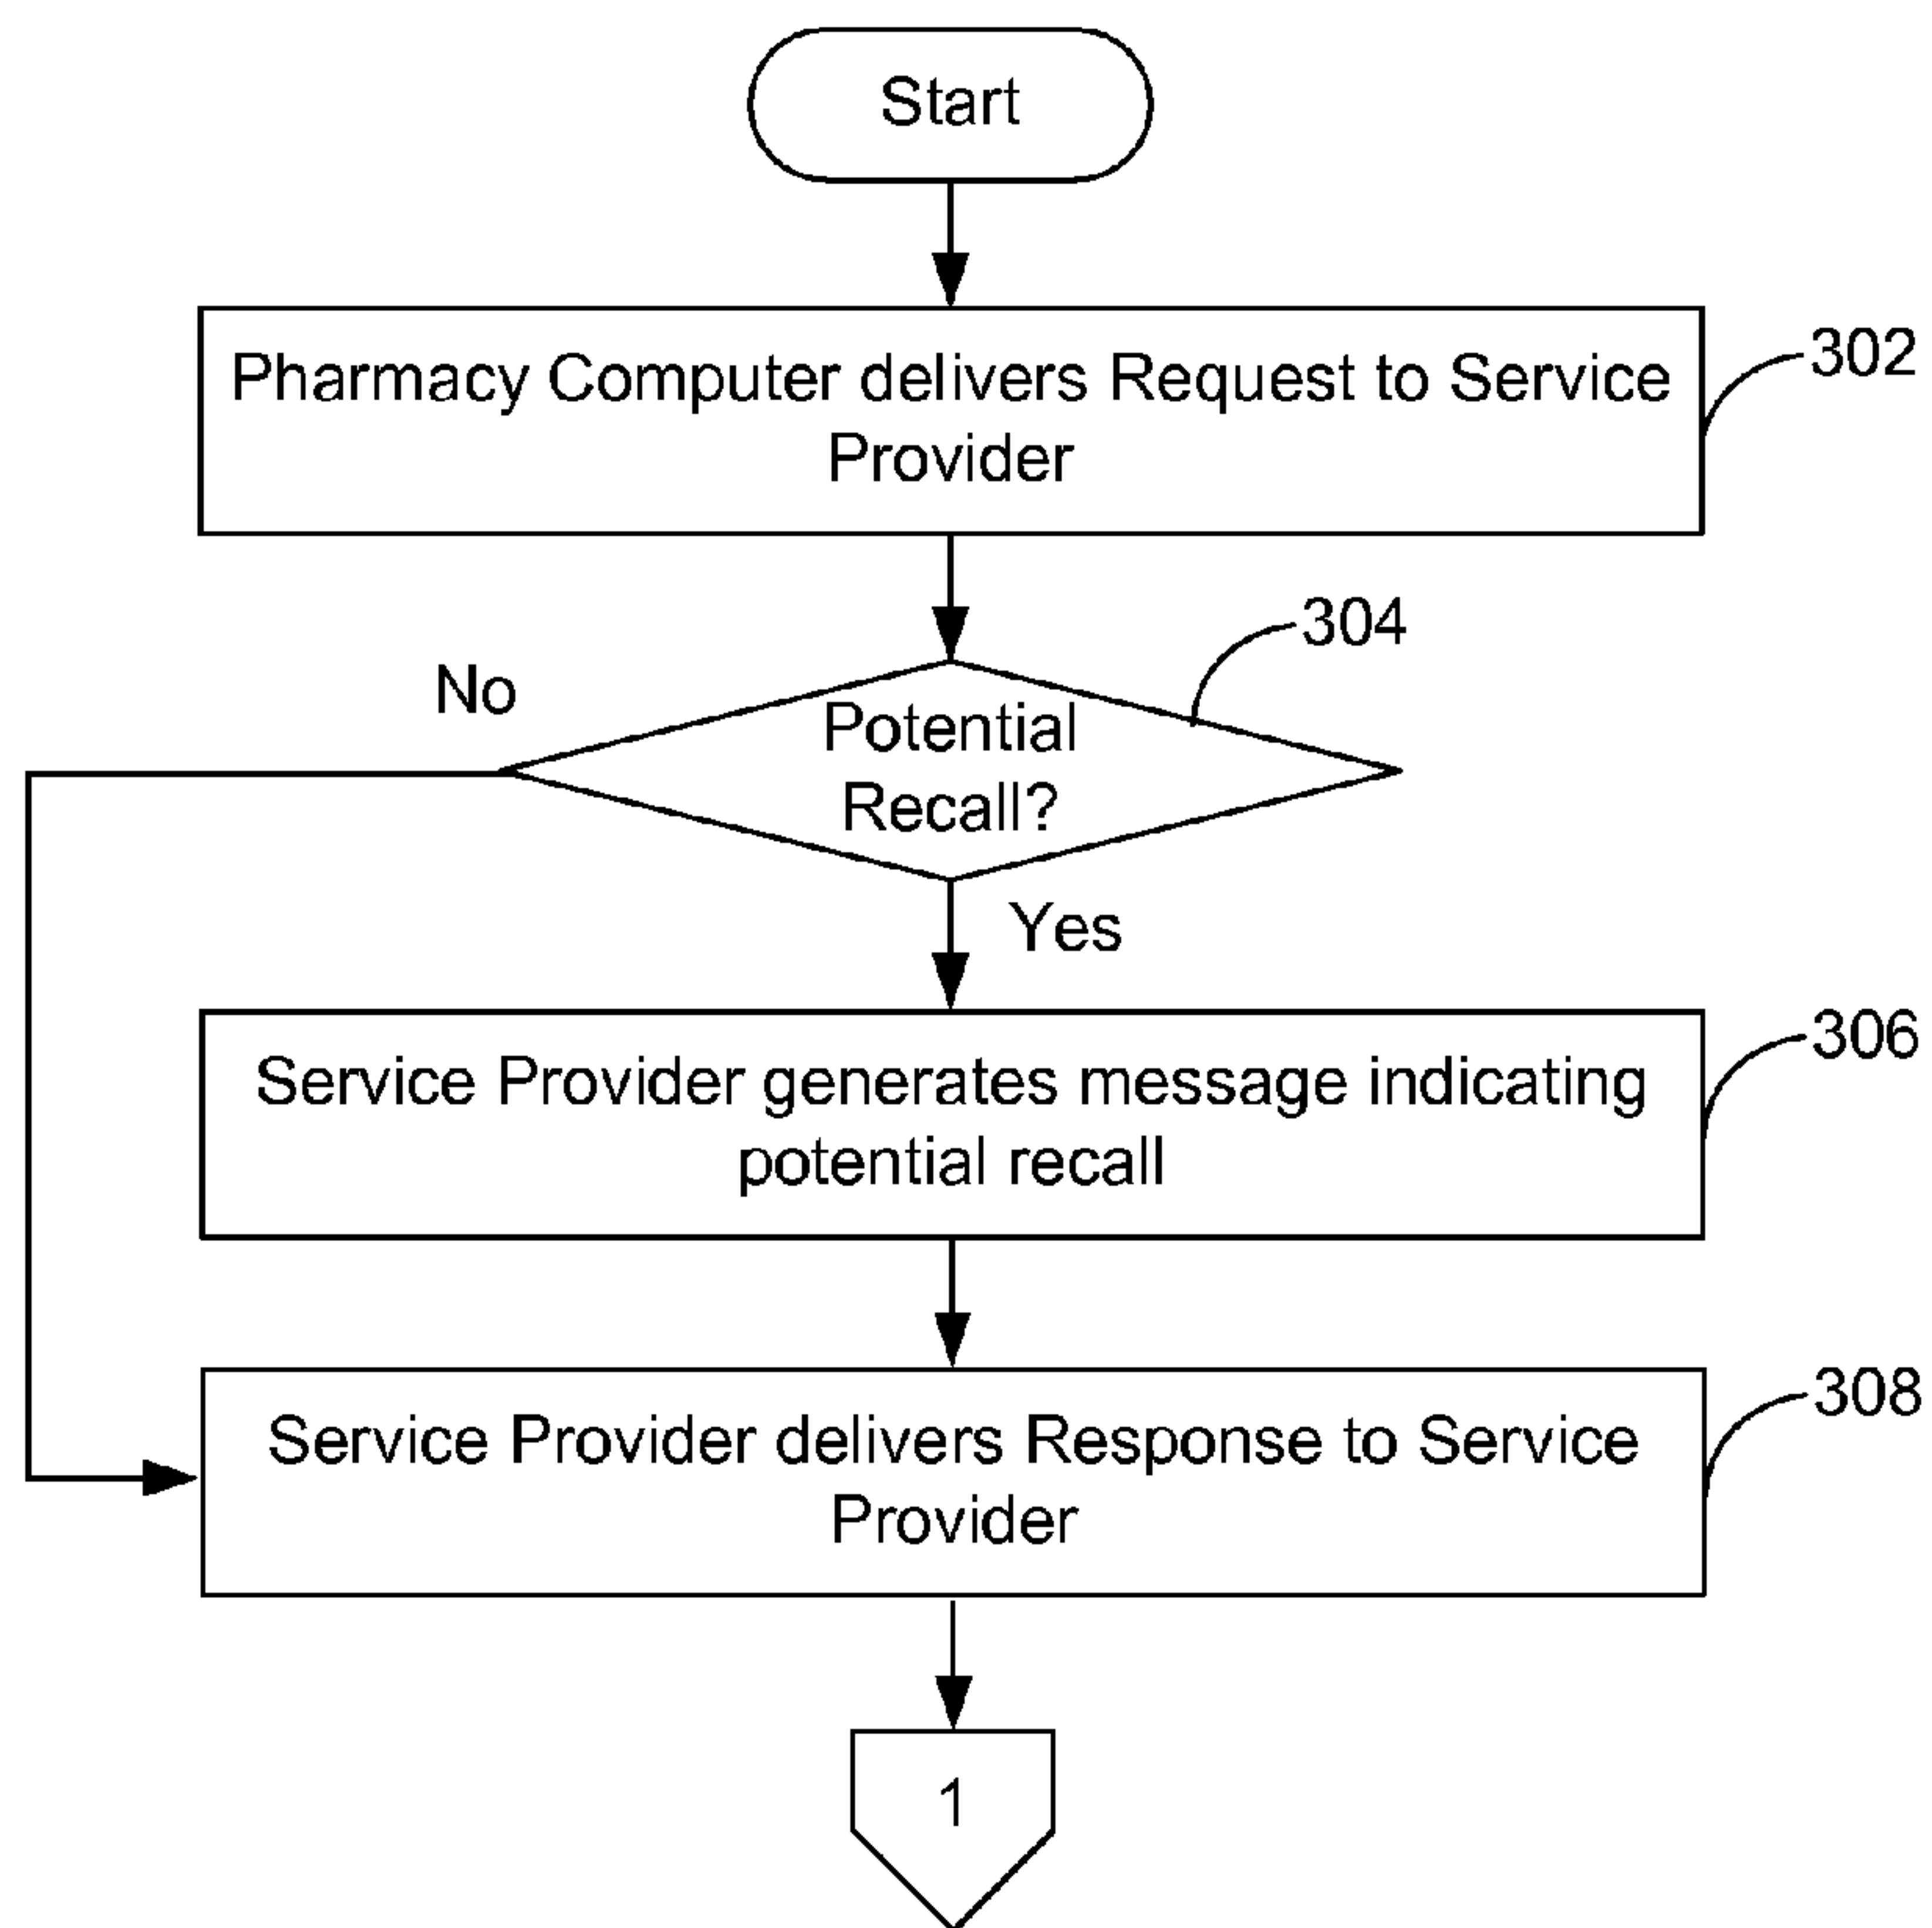 Start
Pharmacy Computer delivers Request to Service
Provider
302
304
No
Potential
Recall?
Yes
Service Provider generates message indicating
potential recall
306
Service Provider delivers Response to Service
Provider
308
1